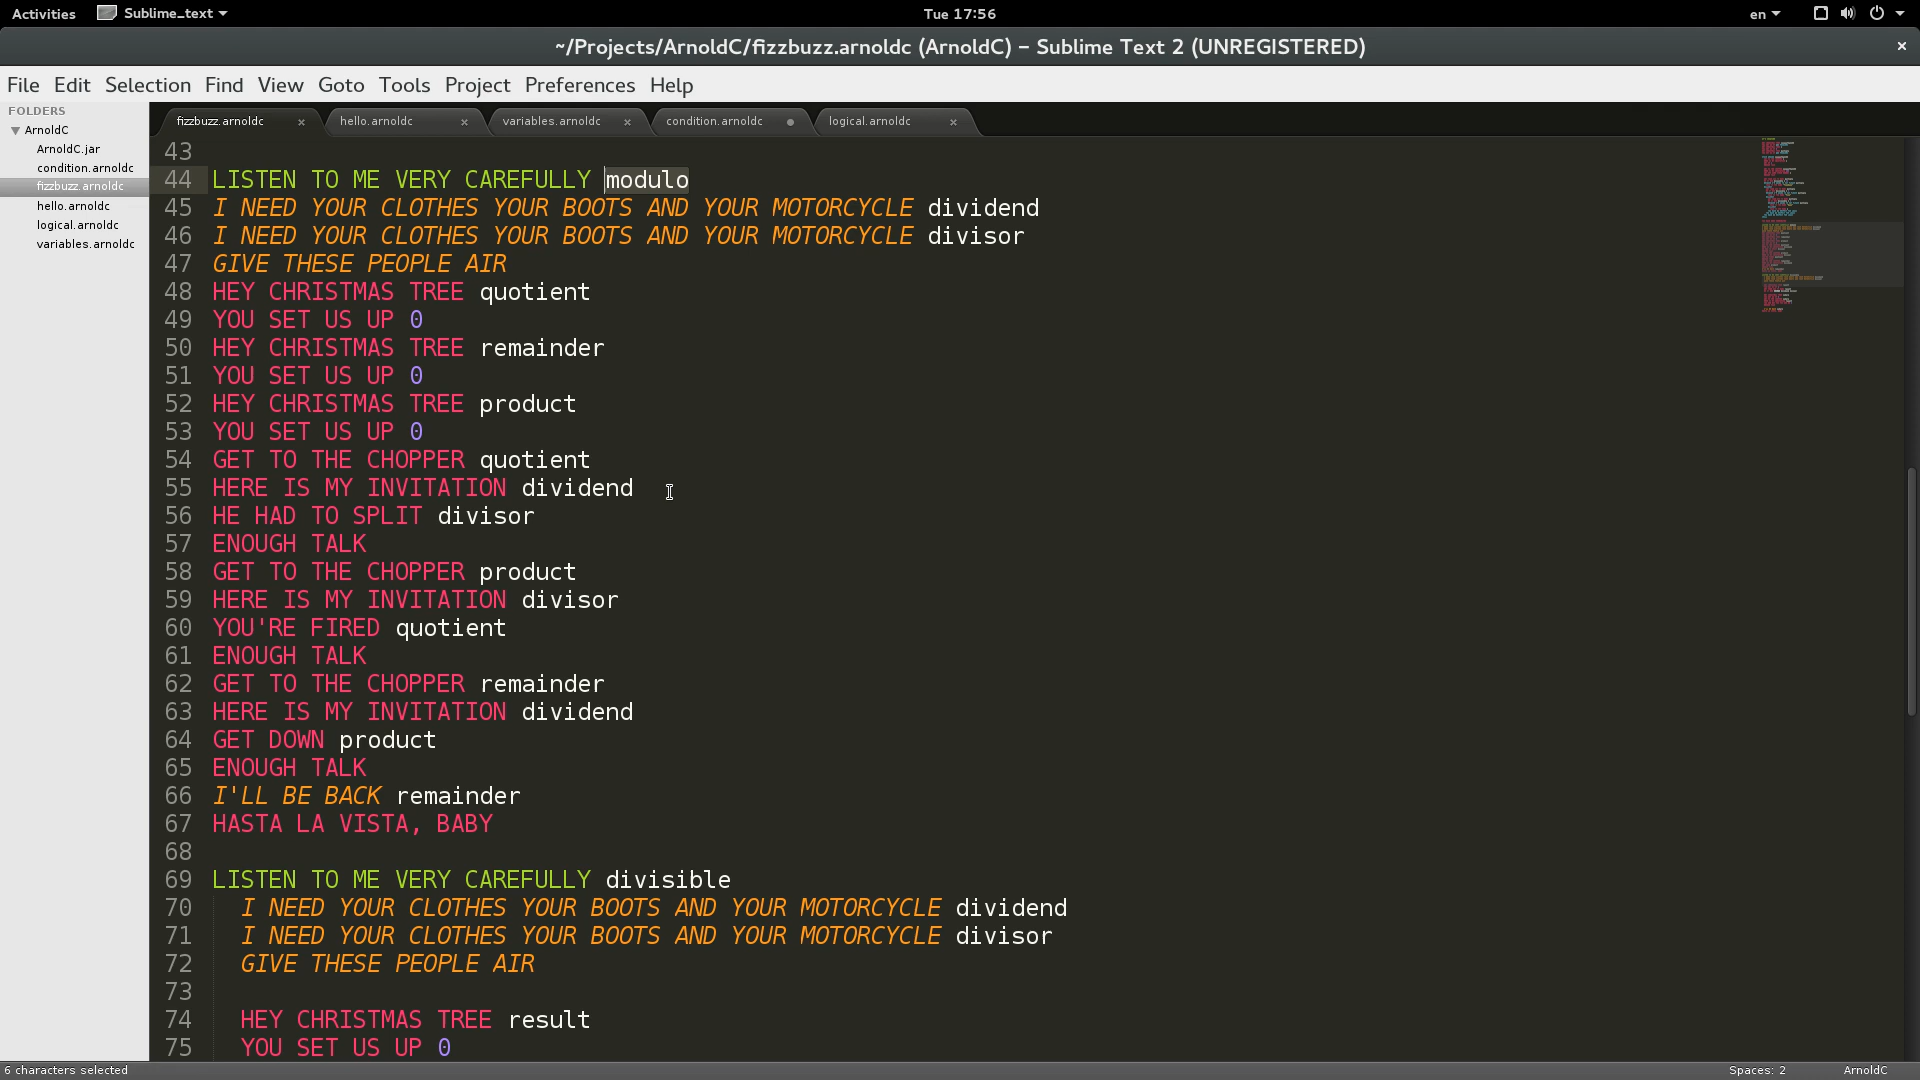 Activities
Sublime_text
Tue 17:56
en
~/Projects/ArnoldC/fizzbuzz.arnoldc (ArnoldC) – Sublime Text 2 (UNREGISTERED)
File Edit Selection Find View Goto Tools Project Preferences Help
FOLDERS
ArnoldC
ArnoldC.jar
condition.arnoldc
fizzbuzz.arnoldc
hello.arnoldc
logical.arnoldc
variables.arnoldc
fizzbuzz.arnoldc
hello.arnoldc
variables.arnoldc
condition.arnoldc
logical.arnoldc
43
44 LISTEN TO ME VERY CAREFULLY modulo
45 I NEED YOUR CLOTHES YOUR BOOTS AND YOUR MOTORCYCLE dividend
46 I NEED YOUR CLOTHES YOUR BOOTS AND YOUR MOTORCYCLE divisor
47 GIVE THESE PEOPLE AIR
48 HEY CHRISTMAS TREE quotient
49 YOU SET US UP 0
50 HEY CHRISTMAS TREE remainder
51 YOU SET US UP 0
52 HEY CHRISTMAS TREE product
53 YOU SET US UP 0
54 GET TO THE CHOPPER quotient
55 HERE IS MY INVITATION dividend
56 HE HAD TO SPLIT divisor
57 ENOUGH TALK
58 GET TO THE CHOPPER product
59 HERE IS MY INVITATION divisor
60 YOU'RE FIRED quotient
61 ENOUGH TALK
62 GET TO THE CHOPPER remainder
63 HERE IS MY INVITATION dividend
64 GET DOWN product
65 ENOUGH TALK
66 I'LL BE BACK remainder
67 HASTA LA VISTA, BABY
68
69 LISTEN TO ME VERY CAREFULLY divisible
70 I NEED YOUR CLOTHES YOUR BOOTS AND YOUR MOTORCYCLE dividend
71 I NEED YOUR CLOTHES YOUR BOOTS AND YOUR MOTORCYCLE divisor
72 GIVE THESE PEOPLE AIR
73
74 HEY CHRISTMAS TREE result
75 YOU SET US UP 0
6 characters selected
Spaces: 2
ArnoldC